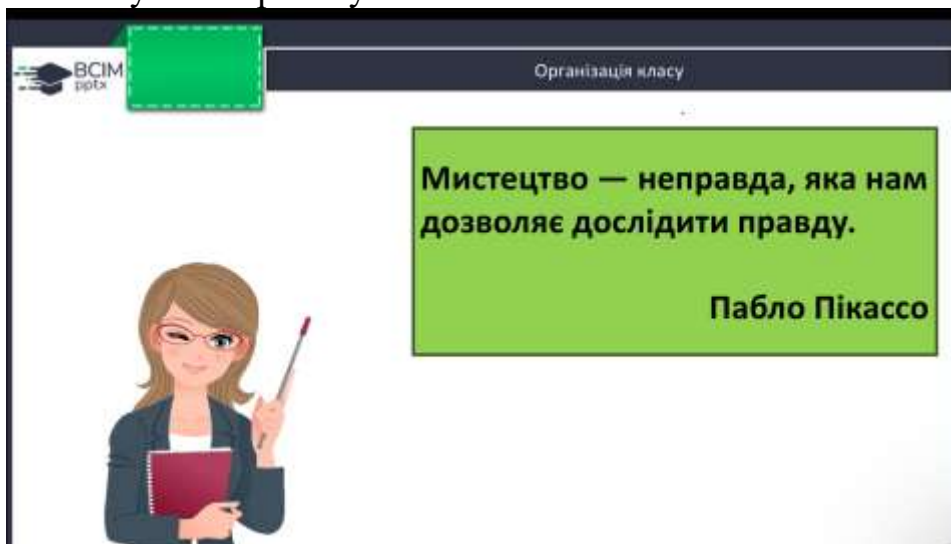 ВСІМ
pptx
Організація класу
Мистецтво — неправда, яка нам
дозволяє дослідити правду.
Пабло Пікассо